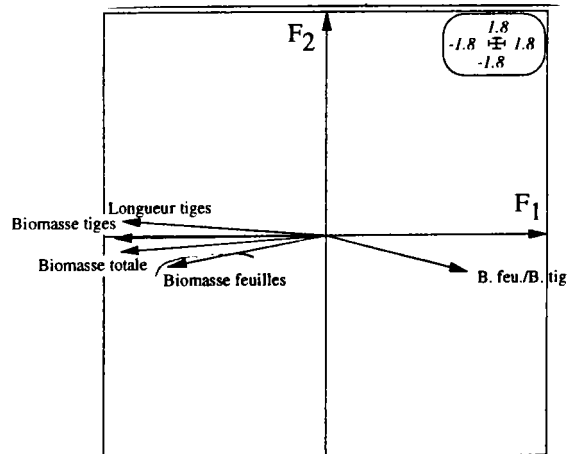 F2
1.8
-1.8 1.8
-1.8
Longueur tiges
Biomasse tiges
F1
Biomasse totale
Biomasse feuilles
B. feu./B. tig